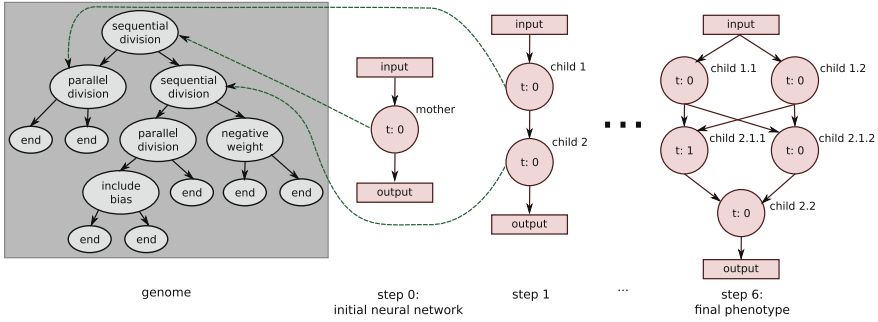 sequential
division
parallel
division
sequential
division
end
end
parallel
division
negative
weight
include
bias
end
end
end
end
end
genome
input
mother
t: 0
output
step 0:
initial neural network
input
child 1
t: 0
child 2
t: 0
output
step 1
...
...
input
child 1.1
t: 0
child 1.2
t: 0
child 2.1.1
t: 1
child 2.1.2
t: 0
child 2.2
t: 0
output
step 6:
final phenotype